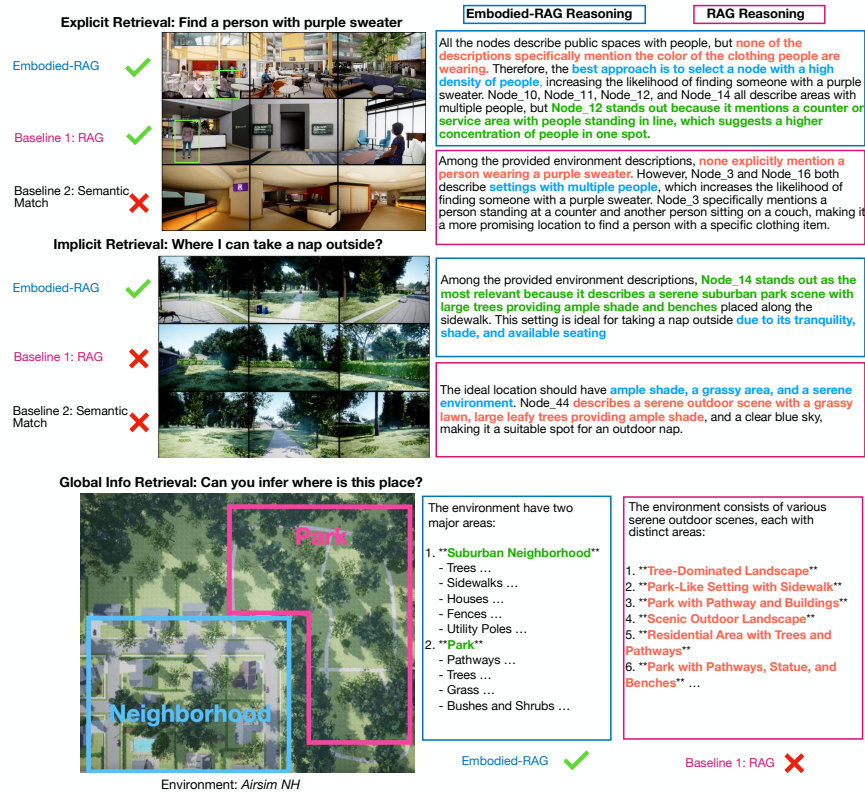 Embodied-RAG Reasoning
RAG Reasoning
Explicit Retrieval: Find a person with purple sweater
Embodied-RAG
Baseline 1: RAG
Baseline 2: Semantic
Match
All the nodes describe public spaces with people, but none of the
descriptions specifically mention the color of the clothing people are
wearing. Therefore, the best approach is to select a node with a high
density of people, increasing the likelihood of finding someone with a purple
sweater. Node_10, Node_11, Node_12, and Node_14 all describe areas with
multiple people, but Node_12 stands out because it mentions a counter or
service area with people standing in line, which suggests a higher
concentration of people in one spot.
Among the provided environment descriptions, none explicitly mention a
person wearing a purple sweater. However, Node_3 and Node_16 both
describe settings with multiple people, which increases the likelihood of
finding someone with a purple sweater. Node_3 specifically mentions a
person standing at a counter and another person sitting on a couch, making it
a more promising location to find a person with a specific clothing item.
Implicit Retrieval: Where I can take a nap outside?
Embodied-RAG
Baseline 1: RAG
Baseline 2: Semantic
Match
Among the provided environment descriptions, Node_14 stands out as the
most relevant because it describes a serene suburban park scene with
large trees providing ample shade and benches placed along the
sidewalk. This setting is ideal for taking a nap outside due to its tranquility,
shade, and available seating
The ideal location should have ample shade, a grassy area, and a serene
environment. Node_44 describes a serene outdoor scene with a grassy
lawn, large leafy trees providing ample shade, and a clear blue sky,
making it a suitable spot for an outdoor nap.
Global Info Retrieval: Can you infer where is this place?
Park
Neighborhood
Environment: Airsim NH
The environment have two
major areas:
1. **Suburban Neighborhood**
- Trees ...
- Sidewalks ...
- Houses ...
- Fences ...
- Utility Poles ...
2. **Park**
- Pathways ...
- Trees ...
- Grass ...
- Bushes and Shrubs ...
Embodied-RAG
The environment consists of various
serene outdoor scenes, each with
distinct areas:
1. **Tree-Dominated Landscape**
2. **Park-Like Setting with Sidewalk**
3. **Park with Pathway and Buildings**
4. **Scenic Outdoor Landscape**
5. **Residential Area with Trees and
Pathways**
6. **Park with Pathways, Statue, and
Benches** ...
Baseline 1: RAG